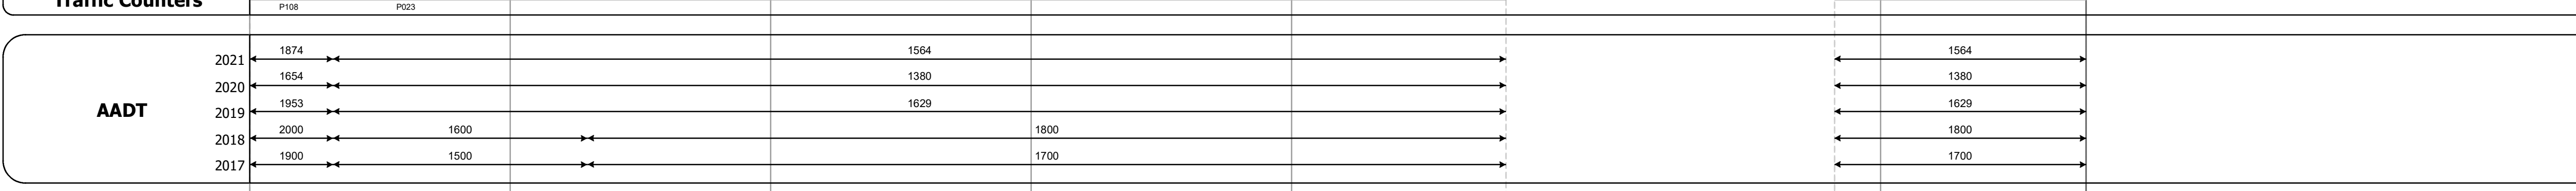 Traffic Counters
P108 P023
AADT
2021 1874 1564 1564
2020 1654 1380 1380
2019 1953 1629 1629
2018 2000 1600 1800 1800
2017 1900 1500 1700 1700